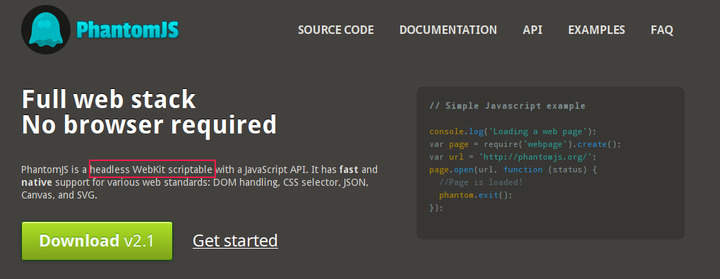 PhantomJS
SOURCE CODE DOCUMENTATION API EXAMPLES FAQ
Full web stack
No browser required
PhantomJS is a headless WebKit scriptable with a JavaScript API. It has fast and
native support for various web standards: DOM handling, CSS selector, JSON,
Canvas, and SVG.
Download v2.1 Get started
// Simple Javascript example
console.log('Loading a web page');
var page = require('webpage').create();
var url = 'http://phantomjs.org/';
page.open(url, function (status) {
//Page is loaded!
phantom.exit();
});